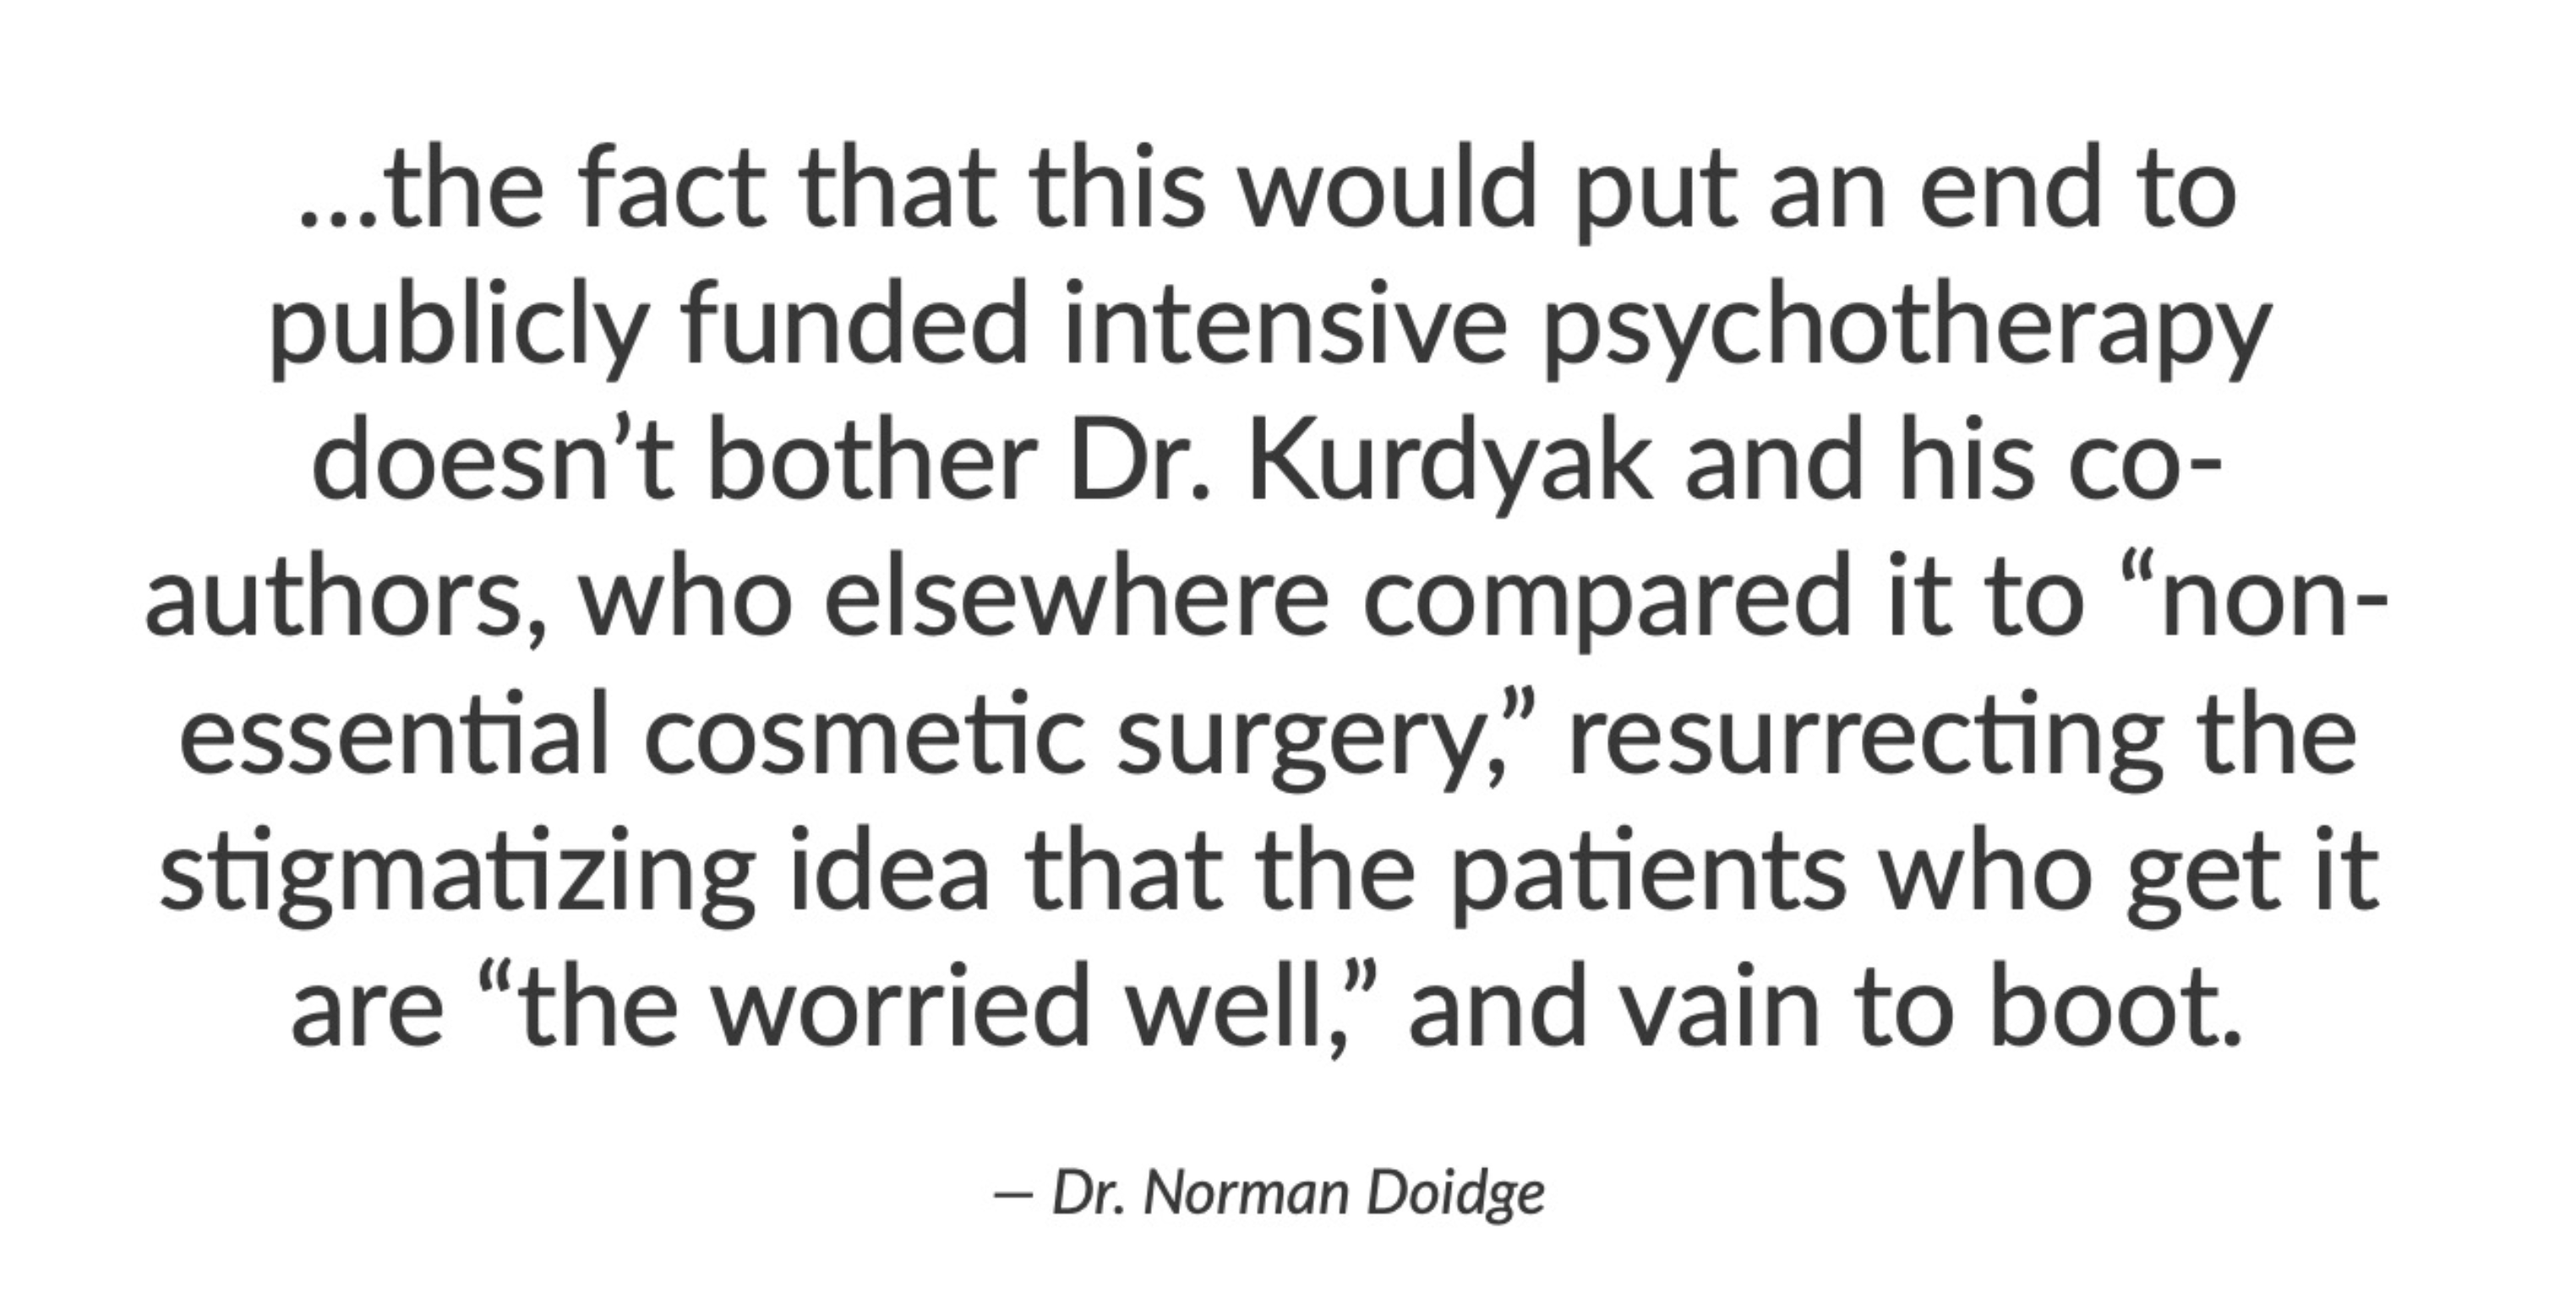 ...the fact that this would put an end to
publicly funded intensive psychotherapy
doesn’t bother Dr. Kurdyak and his co-
authors, who elsewhere compared it to “non-
essential cosmetic surgery,” resurrecting the
stigmatizing idea that the patients who get it
are “the worried well,” and vain to boot.
— Dr. Norman Doidge